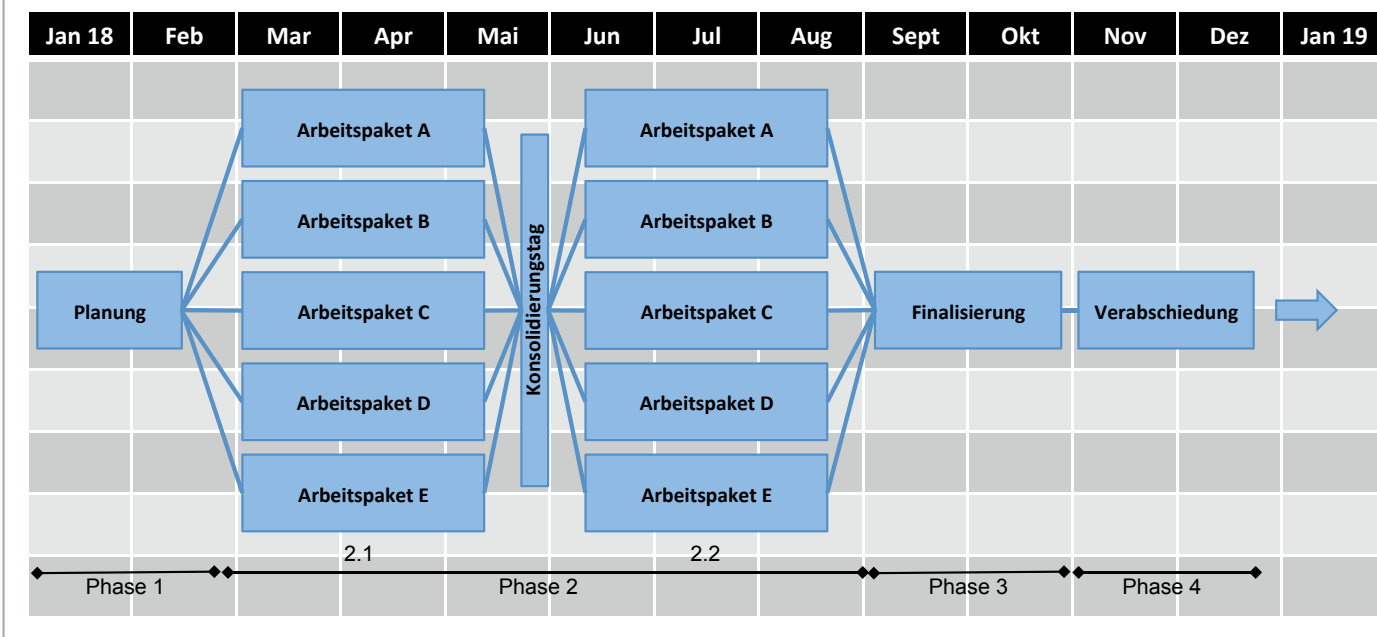 Jan 18 Feb Mar Apr Mai Jun Jul Aug Sept Okt Nov Dez Jan 19
Arbeitspaket A Arbeitspaket A
Arbeitspaket B Arbeitspaket B
Konsolidierungstag
Planung Arbeitspaket C Arbeitspaket C Finalisierung Verabschiedung
Arbeitspaket D Arbeitspaket D
Arbeitspaket E Arbeitspaket E
2.1 2.2
Phase 1 Phase 2 Phase 3 Phase 4